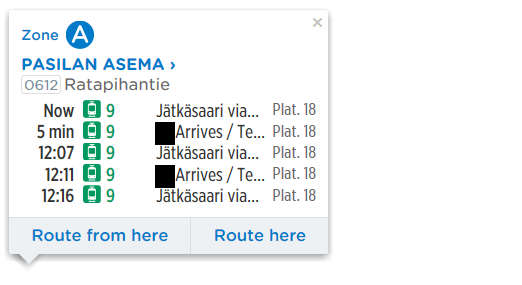 Zone A
×
PASILAN ASEMA ›
0612 Ratapihantie
Now 9 Jätkäsaari via... Plat. 18
5 min 9 Arrives / Te... Plat. 18
12:07 9 Jätkäsaari via... Plat. 18
12:11 9 Arrives / Te... Plat. 18
12:16 9 Jätkäsaari via... Plat. 18
Route from here Route here